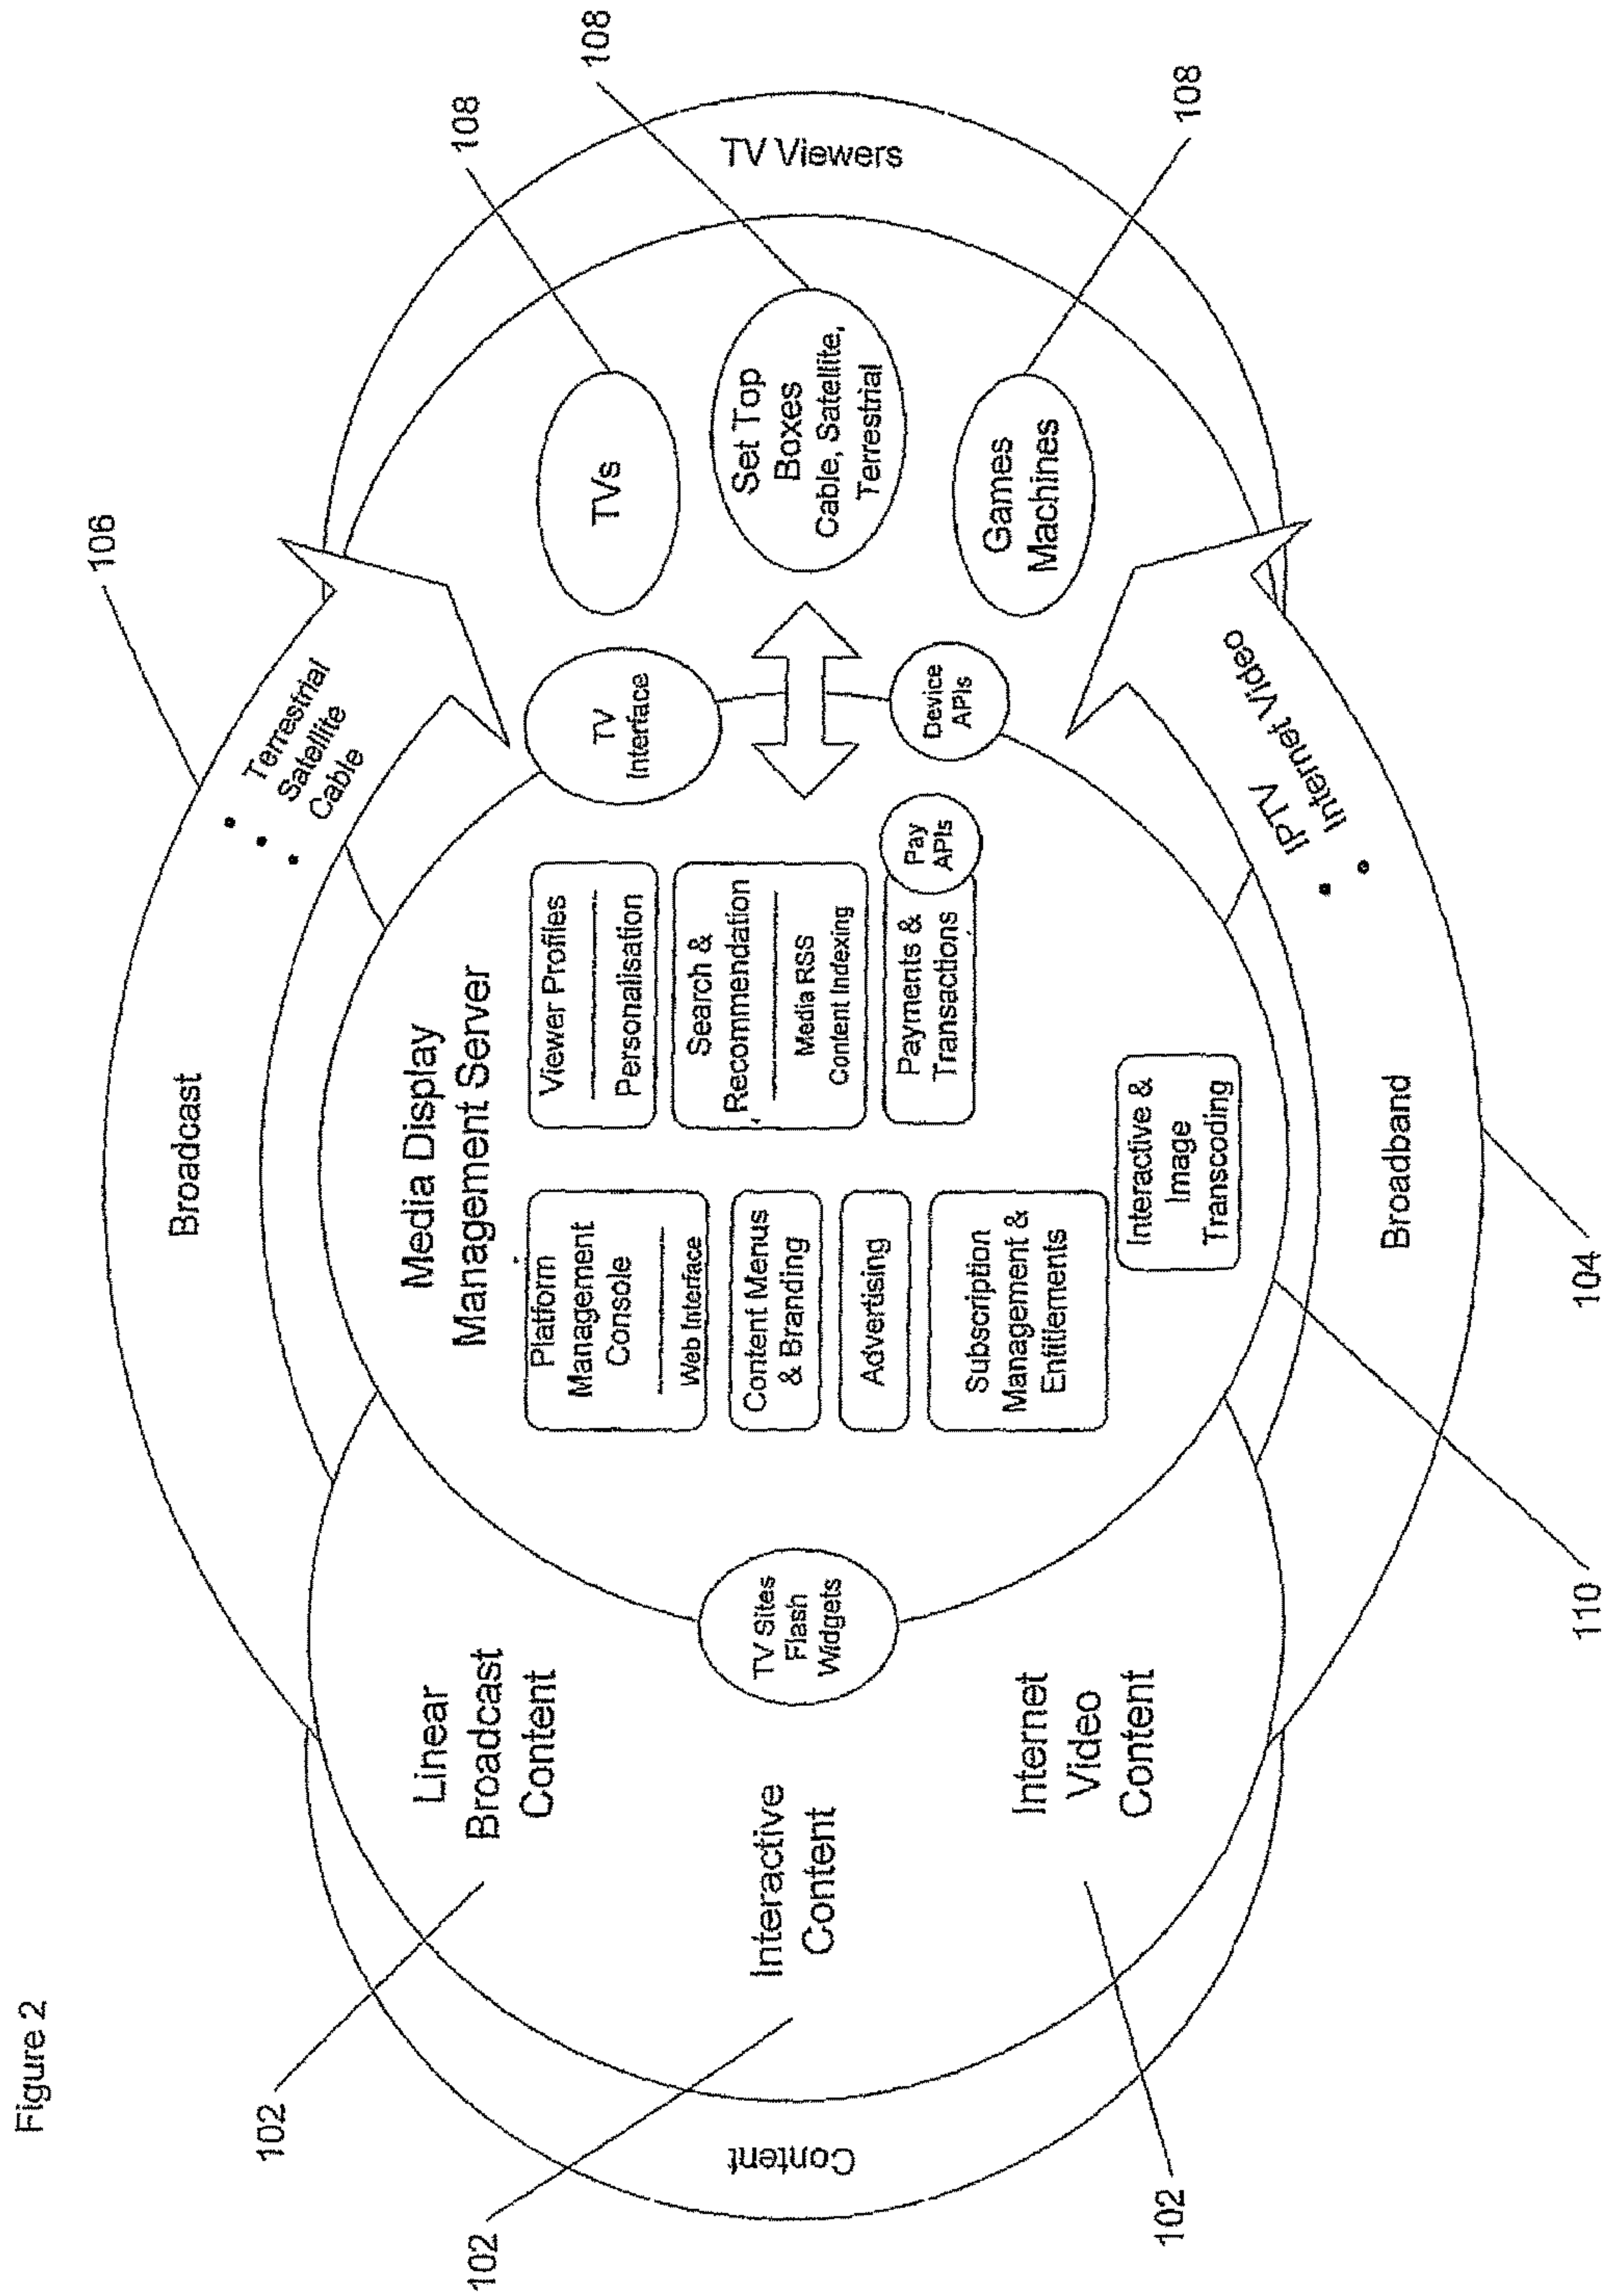 Figure 2
102
102
102
Content
Linear
Broadcast
Content
Interactive
Content
Internet
Video
Content
TV Sites
Flash
Widgets
110
104
106
Broadcast
• Terrestrial
• Satellite
• Cable
Media Display
Management Server
Platform
Management
Console
Web Interface
Content Menus
& Branding
Advertising
Subscription
Management &
Entitlements
Interactive &
Image
Transcoding
Viewer Profiles
Personalisation
Search &
Recommendation
Media RSS
Content Indexing
Payments &
Transactions
Pay
APIs
Device
APIs
TV
Interface
Broadband
• IPTV
• Internet Video
TVs
Set Top
Boxes
Cable, Satellite,
Terrestrial
Games
Machines
TV Viewers
108
108
108